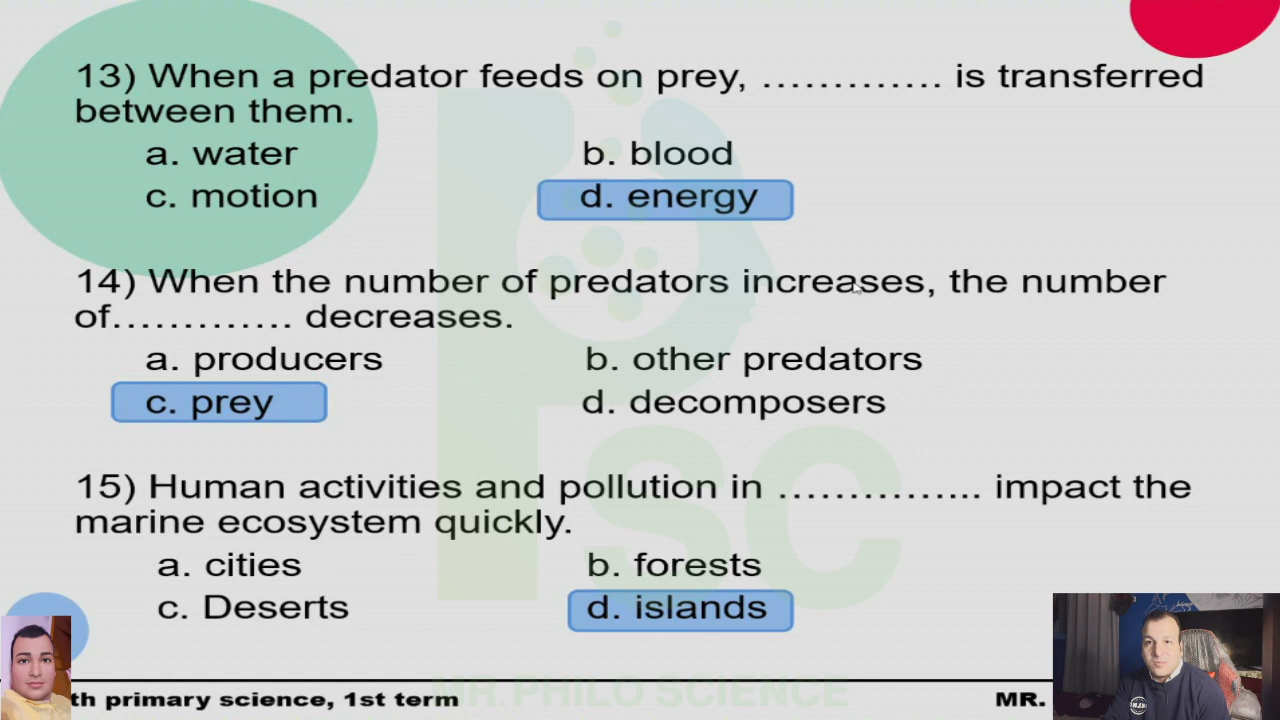 13) When a predator feeds on prey, …………. is transferred
between them.
a. water
b. blood
c. motion
d. energy
14) When the number of predators increases, the number
of…………. decreases.
a. producers
b. other predators
c. prey
d. decomposers
15) Human activities and pollution in …………... impact the
marine ecosystem quickly.
a. cities
b. forests
c. Deserts
d. islands
th primary science, 1st term
MR. PHILO SCIENCE
MR.
Psc